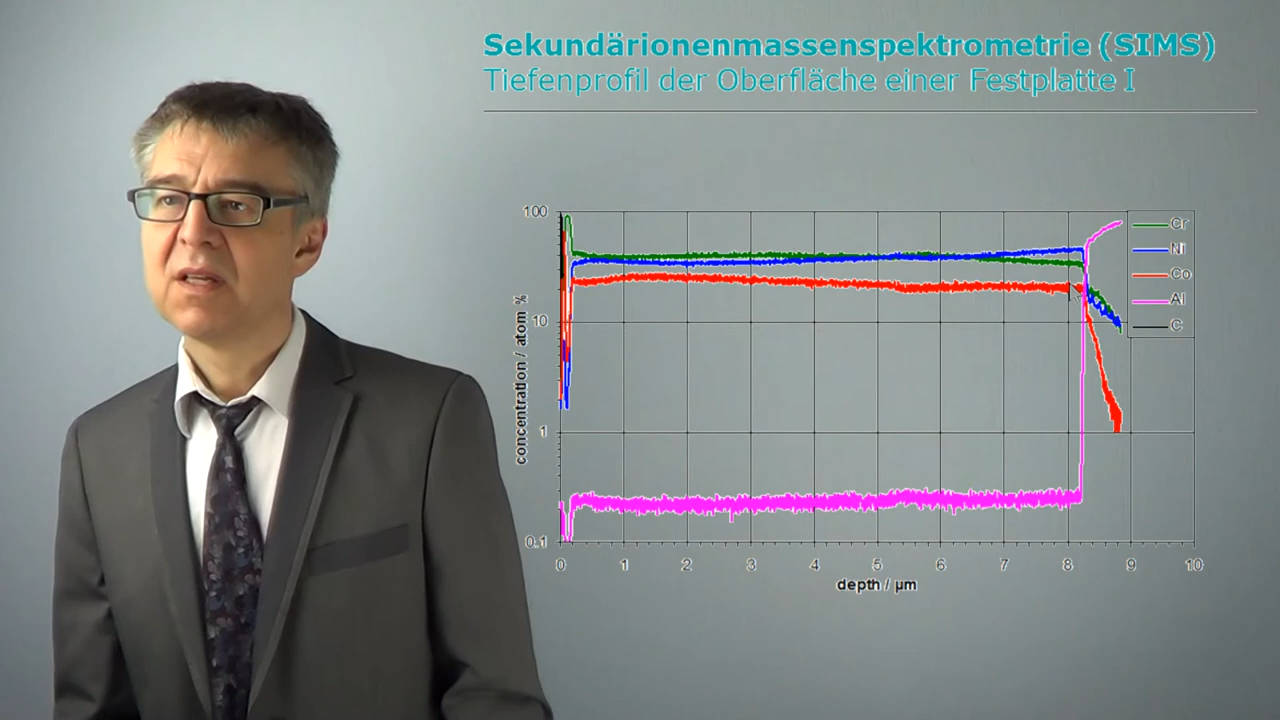 Sekundärionenmassenspektrometrie (SIMS)
Tiefenprofil der Oberfläche einer Festplatte I
100
10
1
0.1
concentration / atom %
Cr
Ni
Co
Al
C
0 1 2 3 4 5 6 7 8 9 10
depth / µm